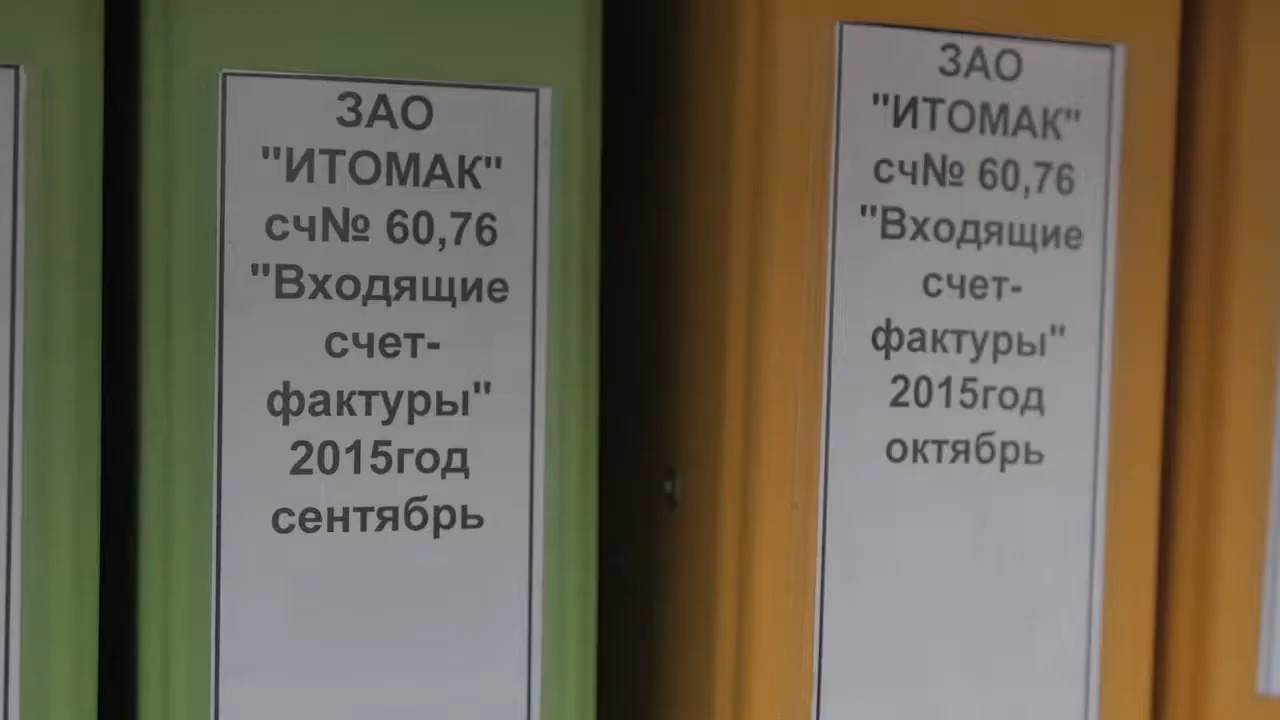 ЗАО
"ИТОМАК"
сч№ 60,76
"Входящие
счет-
фактуры"
2015год
сентябрь
ЗАО
"ИТОМАК"
сч№ 60,76
"Входящие
счет-
фактуры"
2015год
октябрь